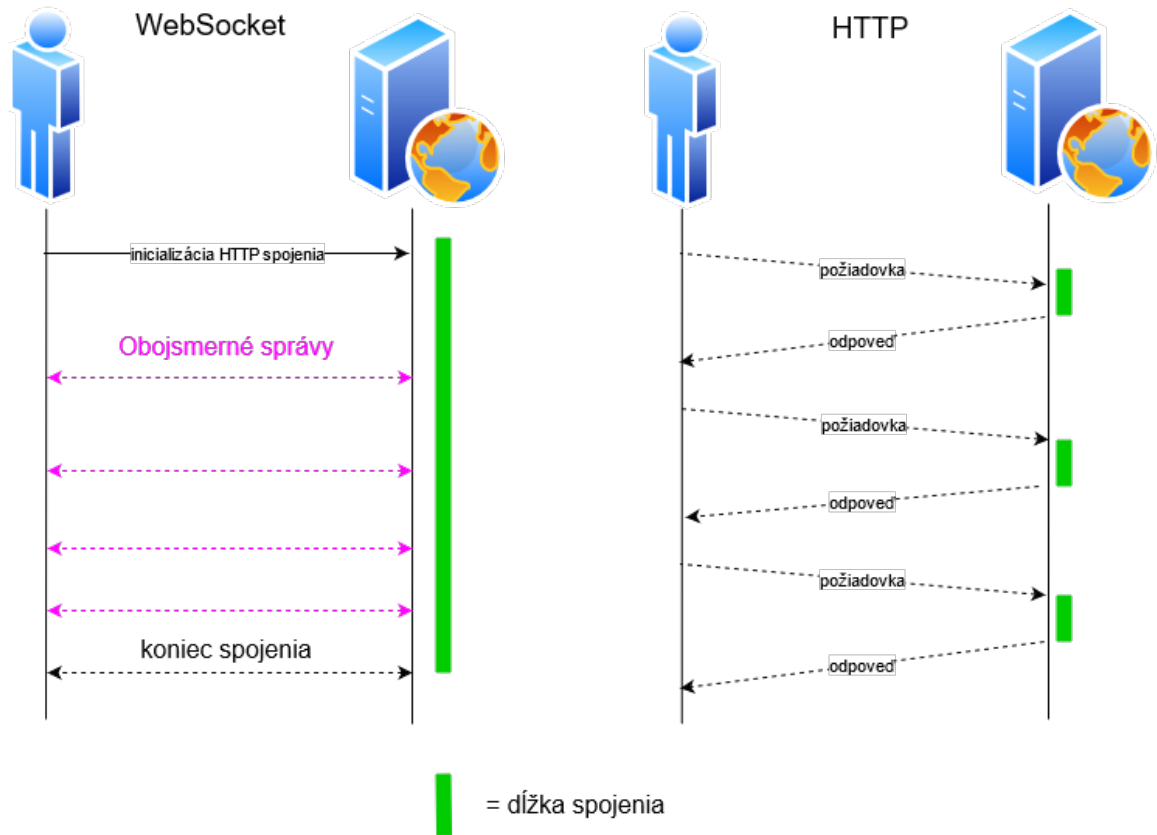 WebSocket
HTTP
inicializácia HTTP spojenia
Obojsmerné správy
koniec spojenia
požiadovka
odpoveď
požiadovka
odpoveď
požiadovka
odpoveď
= dĺžka spojenia